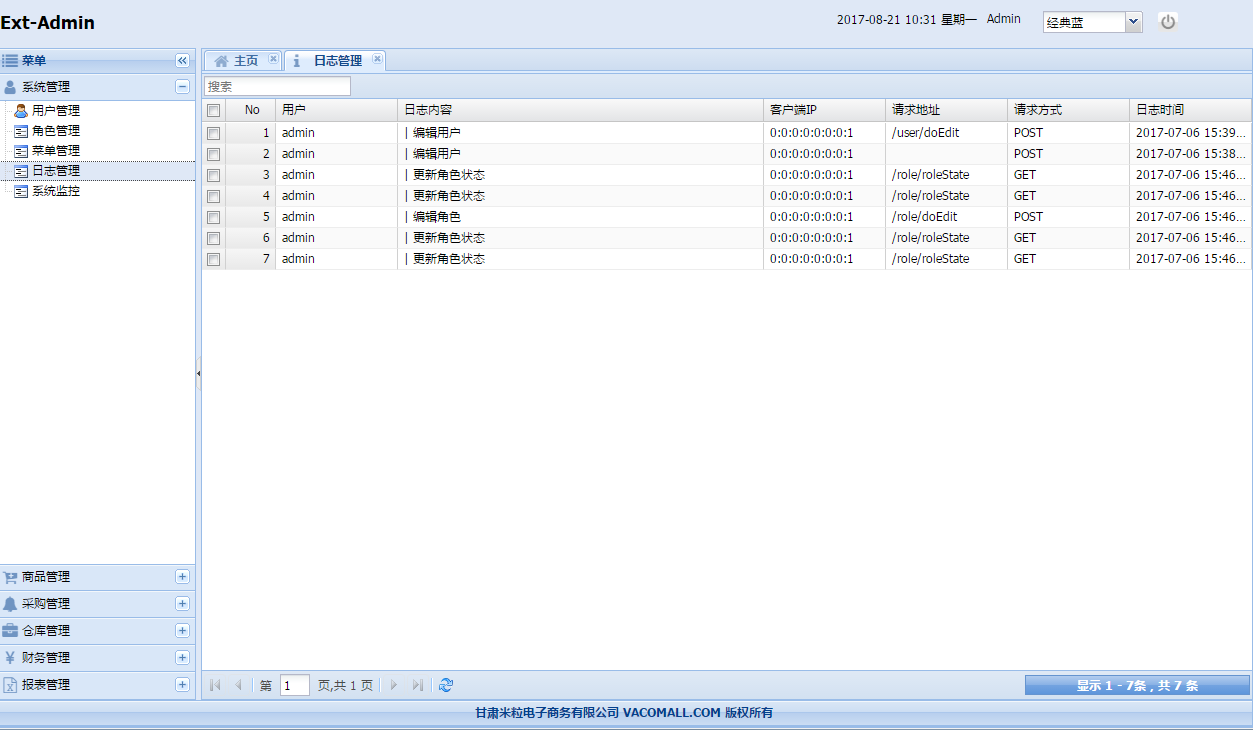 Ext-Admin
2017-08-21 10:31 星期一 Admin 经典蓝
菜单
系统管理
用户管理
角色管理
菜单管理
日志管理
系统监控
商品管理
采购管理
仓库管理
财务管理
报表管理
主页 日志管理
搜索
No 用户 日志内容 客户端IP 请求地址 请求方式 日志时间
1 admin | 编辑用户 0:0:0:0:0:0:0:1 /user/doEdit POST 2017-07-06 15:39...
2 admin | 编辑用户 0:0:0:0:0:0:0:1 POST 2017-07-06 15:38...
3 admin | 更新角色状态 0:0:0:0:0:0:0:1 /role/roleState GET 2017-07-06 15:46...
4 admin | 更新角色状态 0:0:0:0:0:0:0:1 /role/roleState GET 2017-07-06 15:46...
5 admin | 编辑角色 0:0:0:0:0:0:0:1 /role/doEdit POST 2017-07-06 15:46...
6 admin | 更新角色状态 0:0:0:0:0:0:0:1 /role/roleState GET 2017-07-06 15:46...
7 admin | 更新角色状态 0:0:0:0:0:0:0:1 /role/roleState GET 2017-07-06 15:46...
第 1 页,共 1 页 显示 1 - 7条 , 共 7 条
甘肃米粒电子商务有限公司 VACOMALL.COM 版权所有